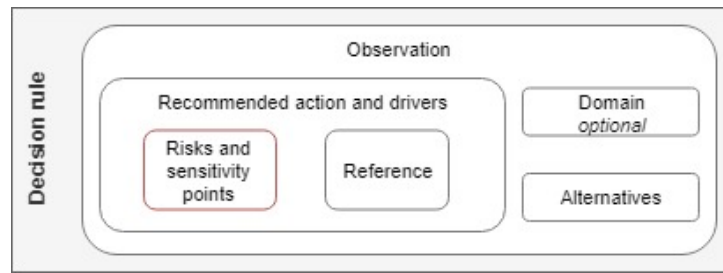 Decision rule
Observation
Recommended action and drivers
Risks and
sensitivity
points
Reference
Domain
optional
Alternatives